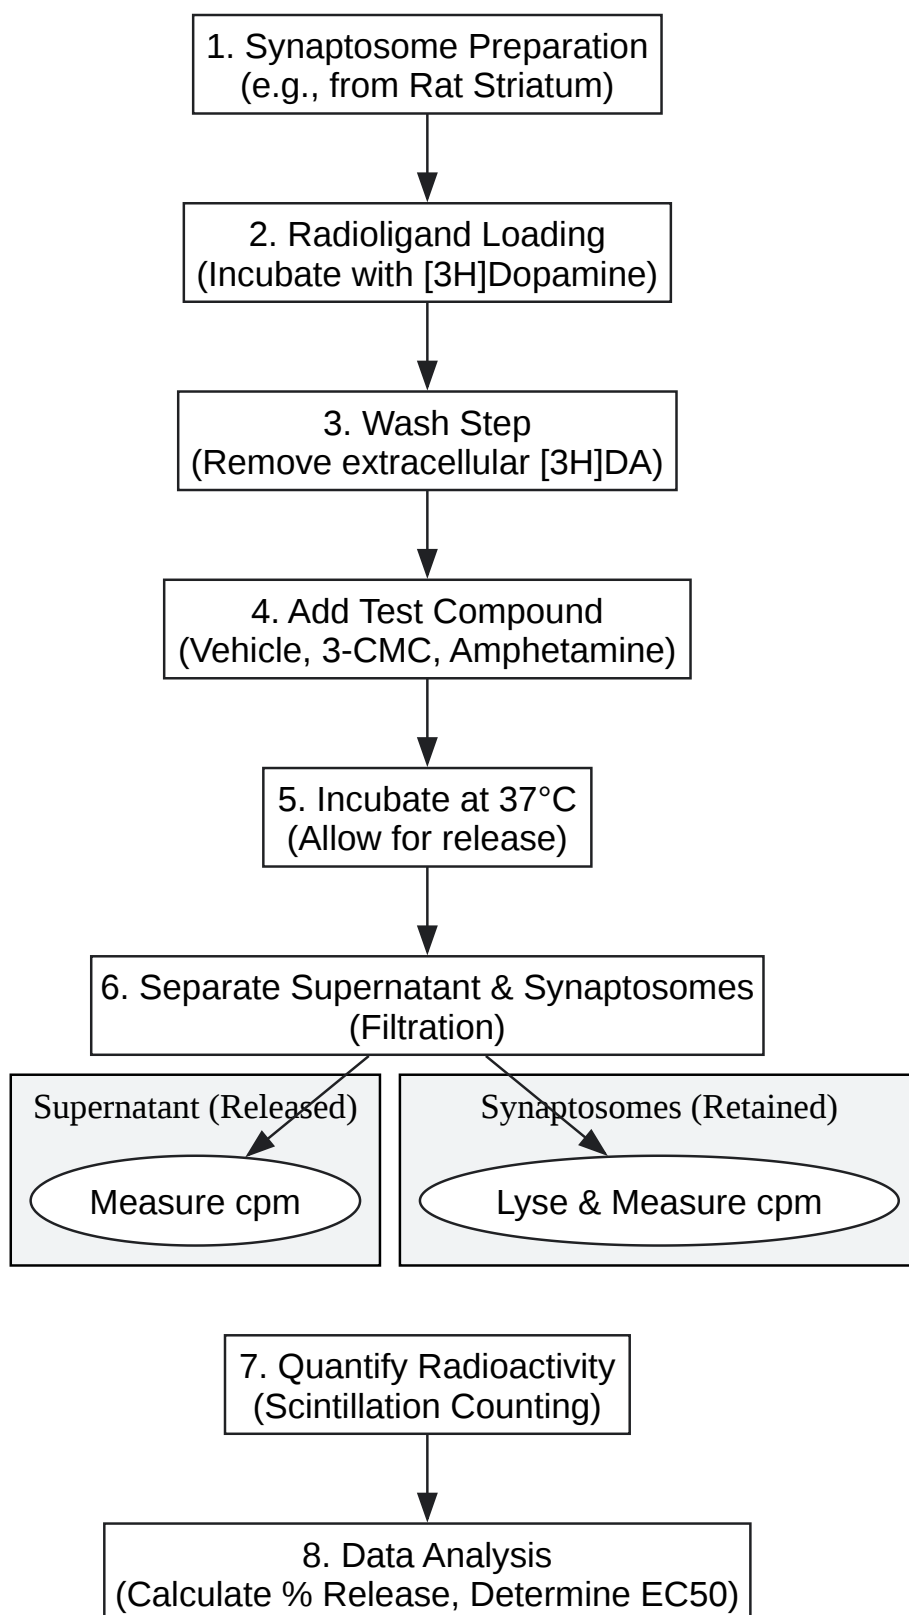 1. Synaptosome Preparation
(e.g., from Rat Striatum)
2. Radioligand Loading
(Incubate with [3H]Dopamine)
3. Wash Step
(Remove extracellular [3H]DA)
4. Add Test Compound
(Vehicle, 3-CMC, Amphetamine)
5. Incubate at 37°C
(Allow for release)
6. Separate Supernatant & Synaptosomes
(Filtration)
Supernatant (Released)
Measure cpm
Synaptosomes (Retained)
Lyse & Measure cpm
7. Quantify Radioactivity
(Scintillation Counting)
8. Data Analysis
(Calculate % Release, Determine EC50)